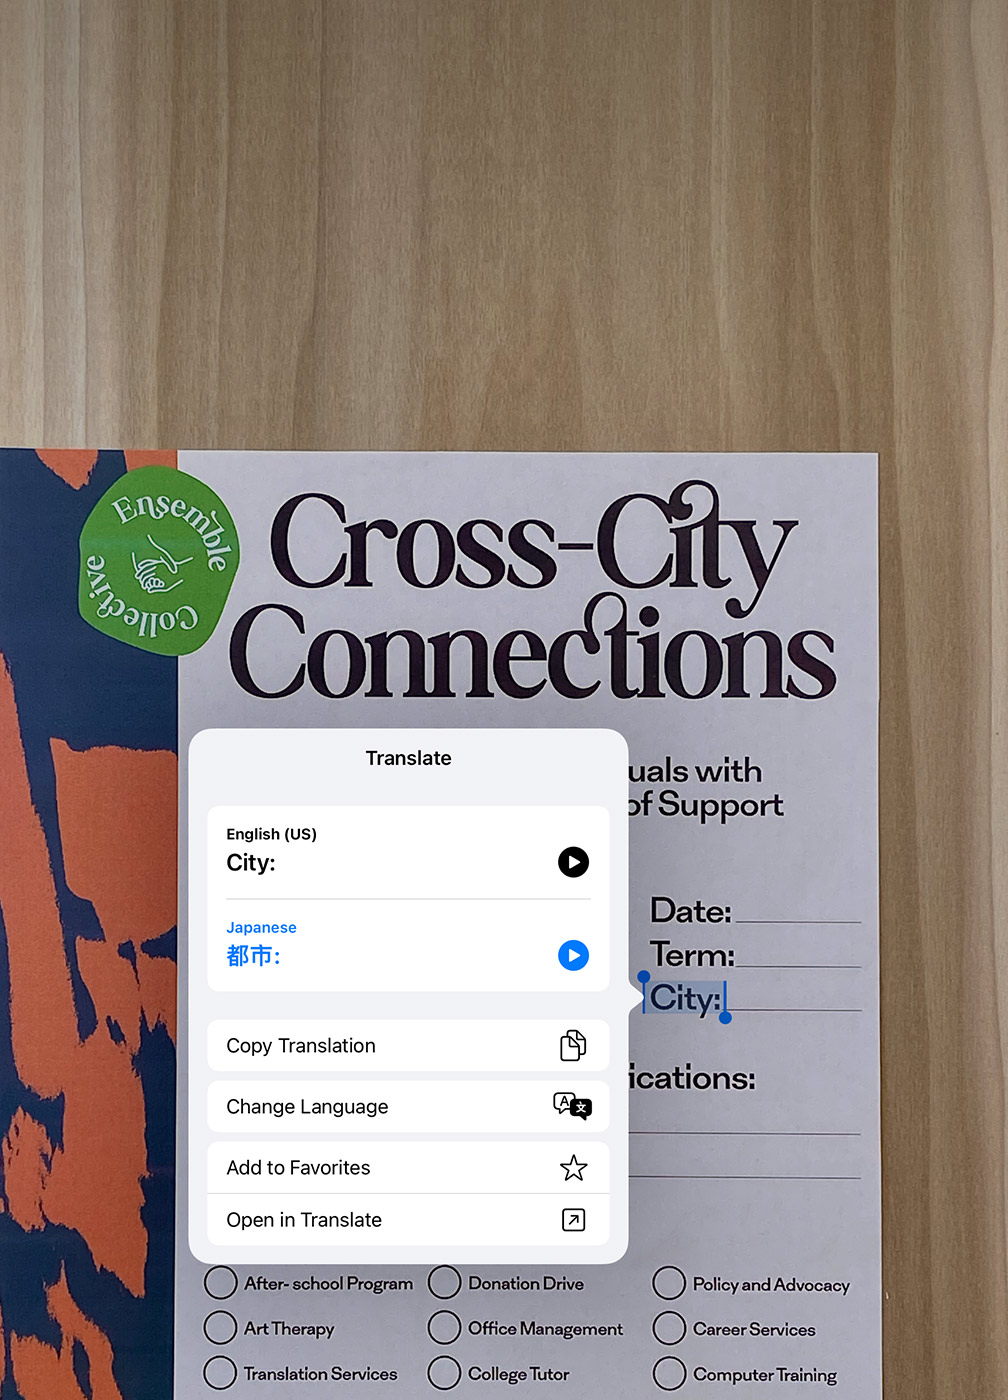 Ensemble
Collective
Cross-City
Connections
uals with
of Support
Date:
Term:
City:
ications:
Translate
English (US)
City:
Japanese
都市:
Copy Translation
Change Language
Add to Favorites
Open in Translate
After- school Program
Donation Drive
Policy and Advocacy
Art Therapy
Office Management
Career Services
Translation Services
College Tutor
Computer Training